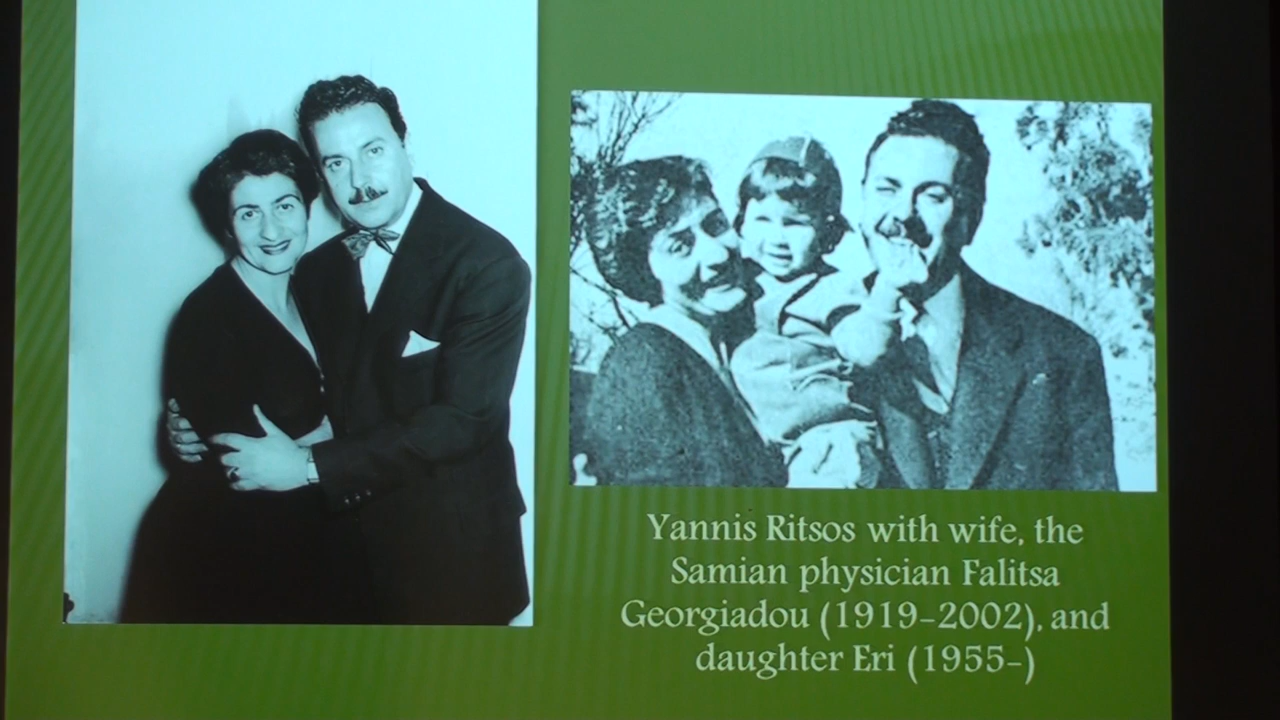 Yannis Ritsos with wife, the
Samian physician Falitsa
Georgiadou (1919-2002), and
daughter Eri (1955-)